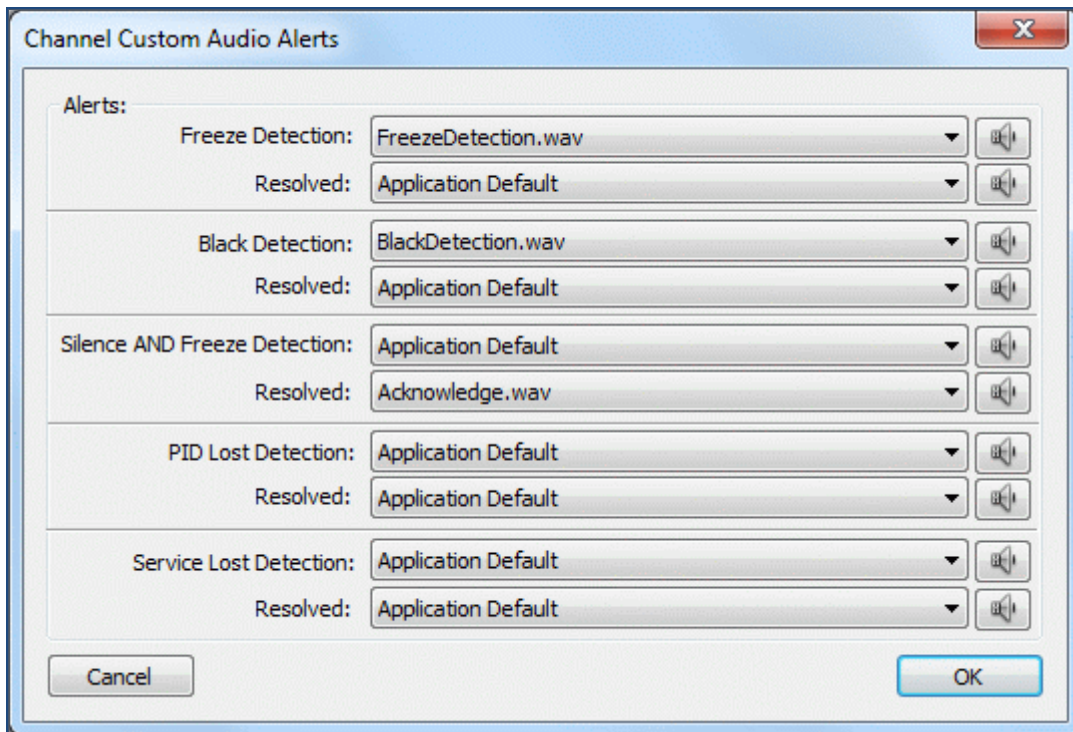 Channel Custom Audio Alerts
Alerts:
Freeze Detection: FreezeDetection.wav
Resolved: Application Default
Black Detection: BlackDetection.wav
Resolved: Application Default
Silence AND Freeze Detection: Application Default
Resolved: Acknowledge.wav
PID Lost Detection: Application Default
Resolved: Application Default
Service Lost Detection: Application Default
Resolved: Application Default
Cancel OK